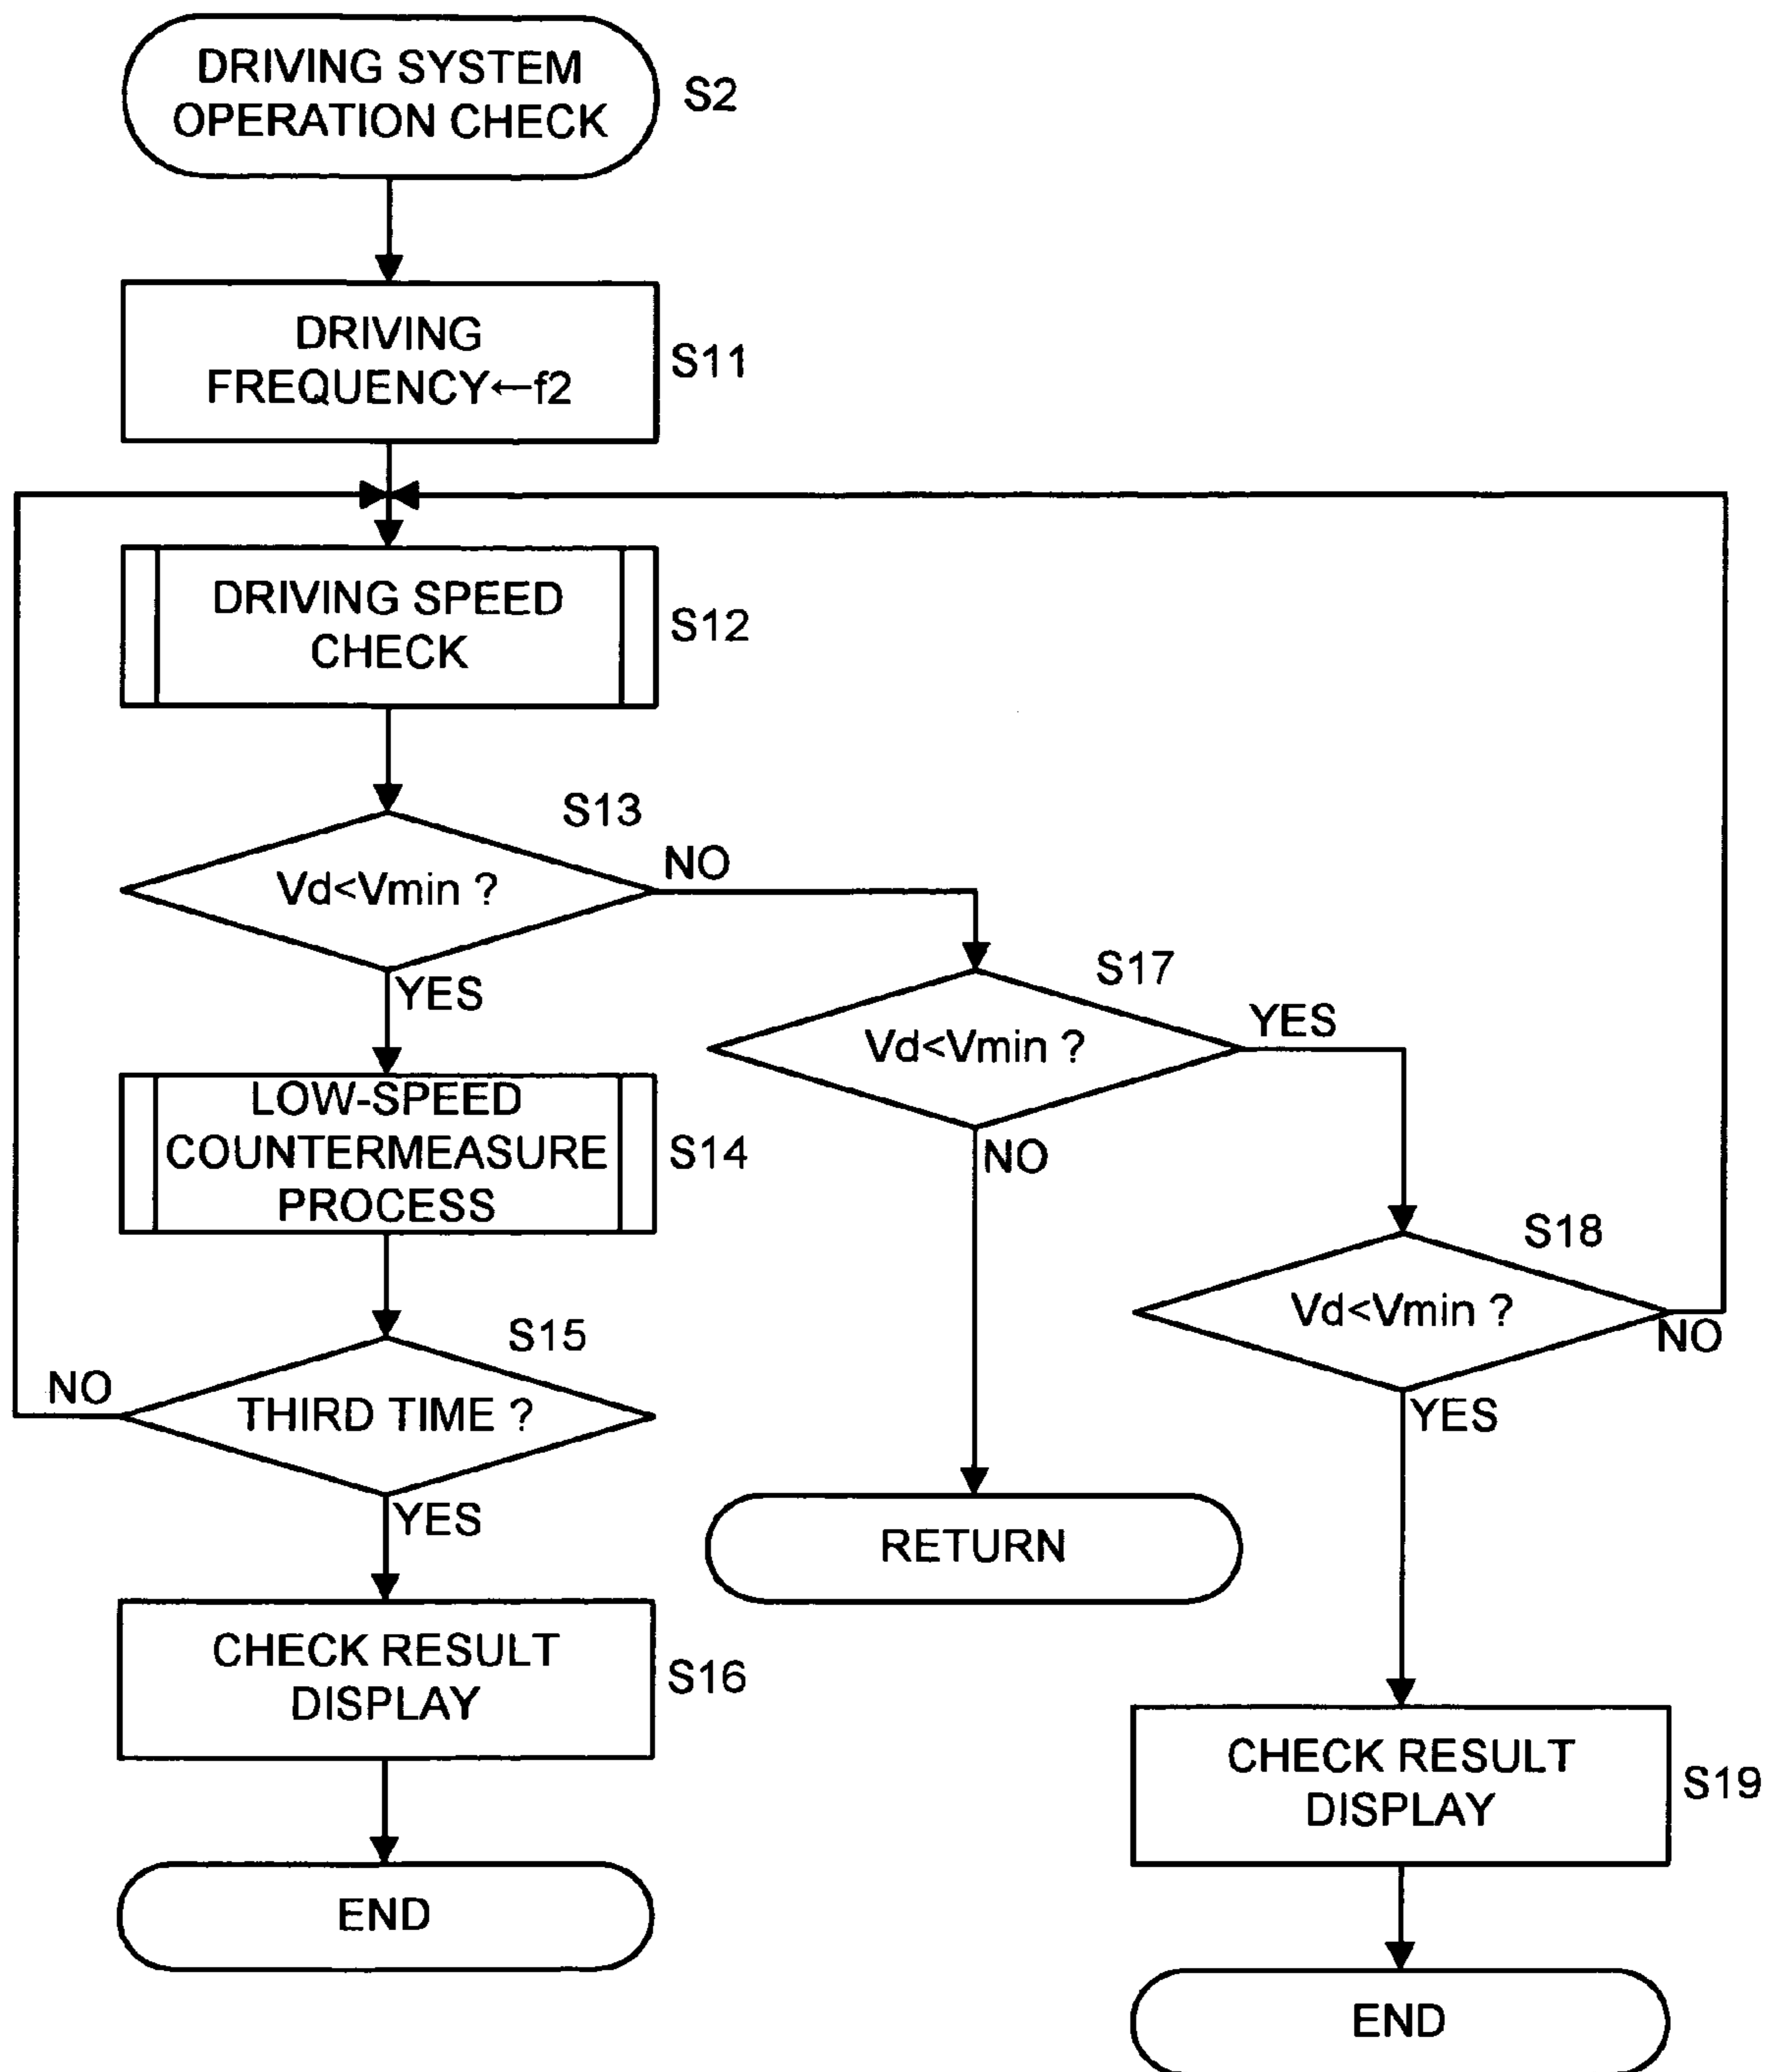 DRIVING SYSTEM
OPERATION CHECK
S2
DRIVING
FREQUENCY←f2
S11
DRIVING SPEED
CHECK
S12
S13
Vd<Vmin ?
NO
YES
S17
Vd<Vmin ?
YES
NO
LOW-SPEED
COUNTERMEASURE
PROCESS
S14
S18
Vd<Vmin ?
NO
YES
S15
THIRD TIME ?
NO
YES
RETURN
CHECK RESULT
DISPLAY
S16
CHECK RESULT
DISPLAY
S19
END
END